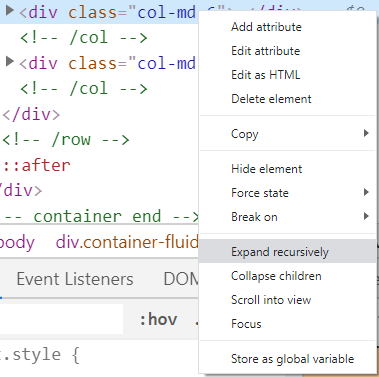 <div class="col-md
Add attribute
<!-- /col -->
Edit attribute
<div class="col-md
Edit as HTML
<!-- /col -->
Delete element
</div>
<!-- /row -->
Copy
::after
Hide element
/div>
Force state
-- container end -->
Break on
body div.container-fluid
Expand recursively
Event Listeners DOM
Collapse children
Scroll into view
:hov .
Focus
t.style {
Store as global variable